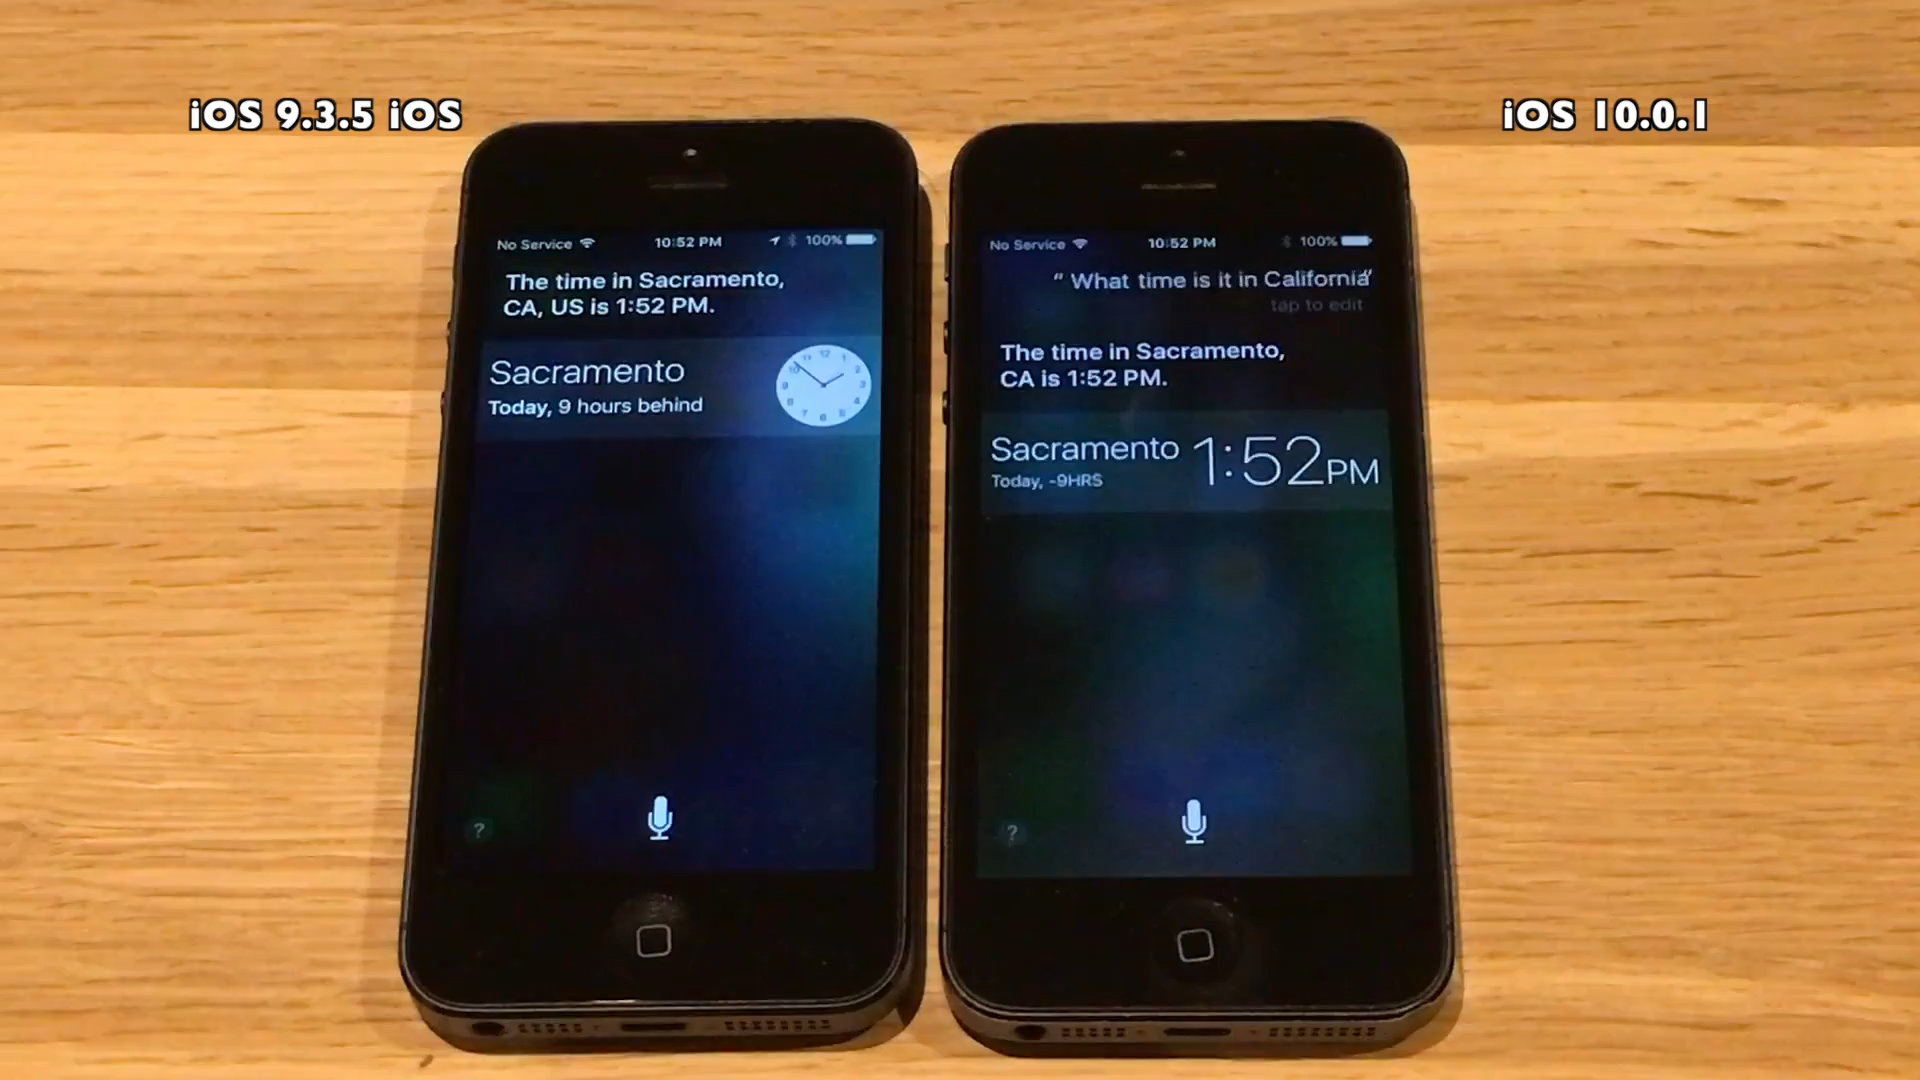 iOS 9.3.5 iOS
iOS 10.0.1
No Service 10:52 PM 100%
The time in Sacramento,
CA, US is 1:52 PM.
Sacramento
Today, 9 hours behind
?
No Service 10:52 PM 100%
“ What time is it in California”
tap to edit
The time in Sacramento,
CA is 1:52 PM.
Sacramento 1:52PM
Today, -9HRS
?